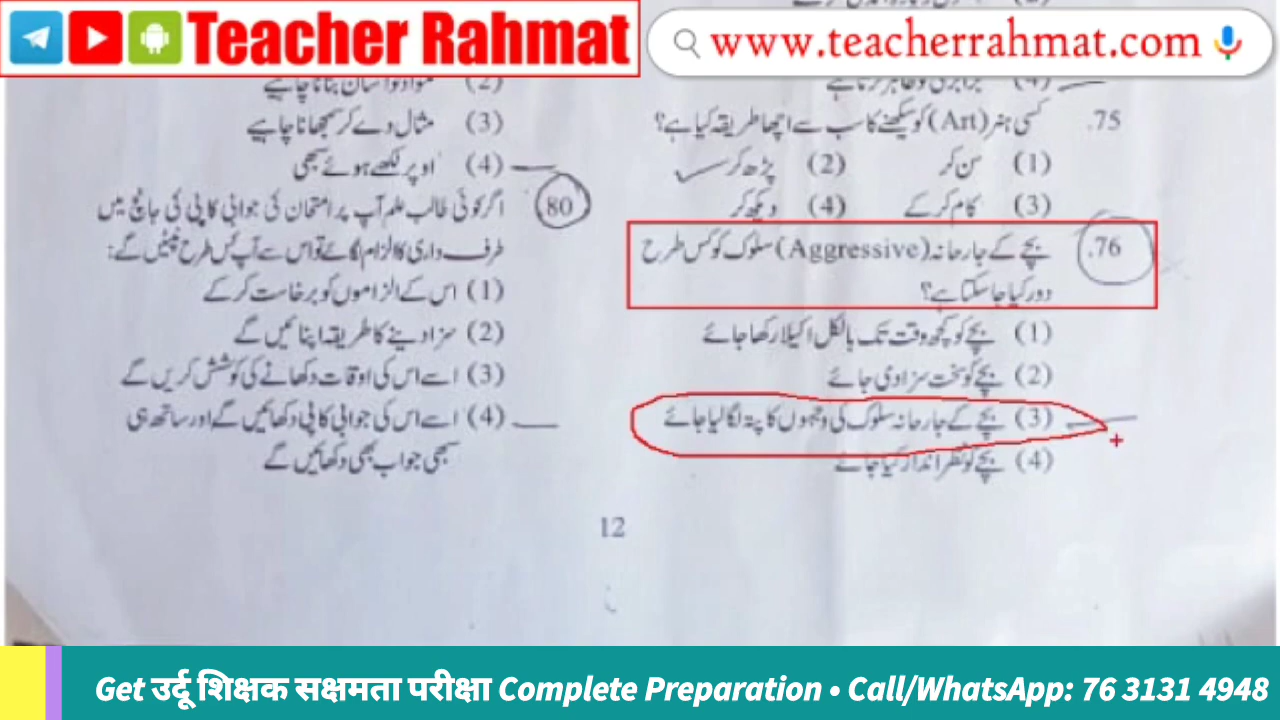 Teacher Rahmat
www.teacherrahmat.com
(4) برابری کو ظاہر کرتا ہے
75. کسی ہنر (Art) کو سیکھنے کا سب سے اچھا طریقہ کیا ہے؟
(1) سن کر (2) پڑھ کر
(3) کام کر کے (4) دیکھ کر
76. بچے کے جارحانہ (Aggressive) سلوک کو کس طرح
دور کیا جا سکتا ہے؟
(1) بچے کو کچھ وقت تک بالکل اکیلا رکھا جائے
(2) بچے کو سخت سزا دی جائے
(3) بچے کے جارحانہ سلوک کی وجہوں کا پتہ لگا لیا جائے
(4) بچے کو نظر انداز کیا جائے
(2) مواد کو آسان بنانا چاہیے
(3) مثال دے کر سمجھانا چاہیے
(4) اوپر لکھے ہوئے سبھی
80 اگر کوئی طالب علم آپ پر امتحان کی جوابی کاپی کی جانچ میں
طرف داری کا الزام لگائے تو اس سے آپ کس طرح نپٹیں گے:
(1) اس کے الزاموں کو برخاست کر کے
(2) سزا دینے کا طریقہ اپنائیں گے
(3) اسے اس کی اوقات دکھانے کی کوشش کریں گے
(4) اسے اس کی جوابی کاپی دکھائیں گے اور ساتھ ہی
سبھی جواب بھی دکھائیں گے
12
Get उर्दू शिक्षक सक्षमता परीक्षा Complete Preparation • Call/WhatsApp: 76 3131 4948